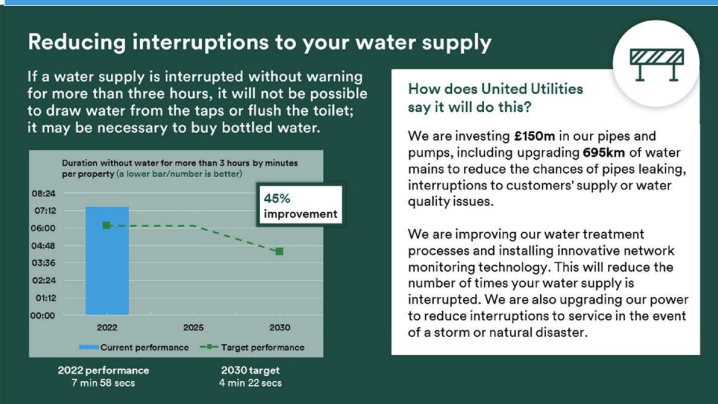 Reducing interruptions to your water supply
If a water supply is interrupted without warning
for more than three hours, it will not be possible
to draw water from the taps or flush the toilet;
it may be necessary to buy bottled water.
Duration without water for more than 3 hours by minutes
per property (a lower bar/number is better)
45%
improvement
08:24
07:12
06:00
04:48
03:36
02:24
01:12
00:00
2022 2025 2030
Current performance Target performance
2022 performance 2030 target
7 min 58 secs 4 min 22 secs
How does United Utilities
say it will do this?
We are investing £150m in our pipes and
pumps, including upgrading 695km of water
mains to reduce the chances of pipes leaking,
interruptions to customers' supply or water
quality issues.
We are improving our water treatment
processes and installing innovative network
monitoring technology. This will reduce the
number of times your water supply is
interrupted. We are also upgrading our power
to reduce interruptions to service in the event
of a storm or natural disaster.